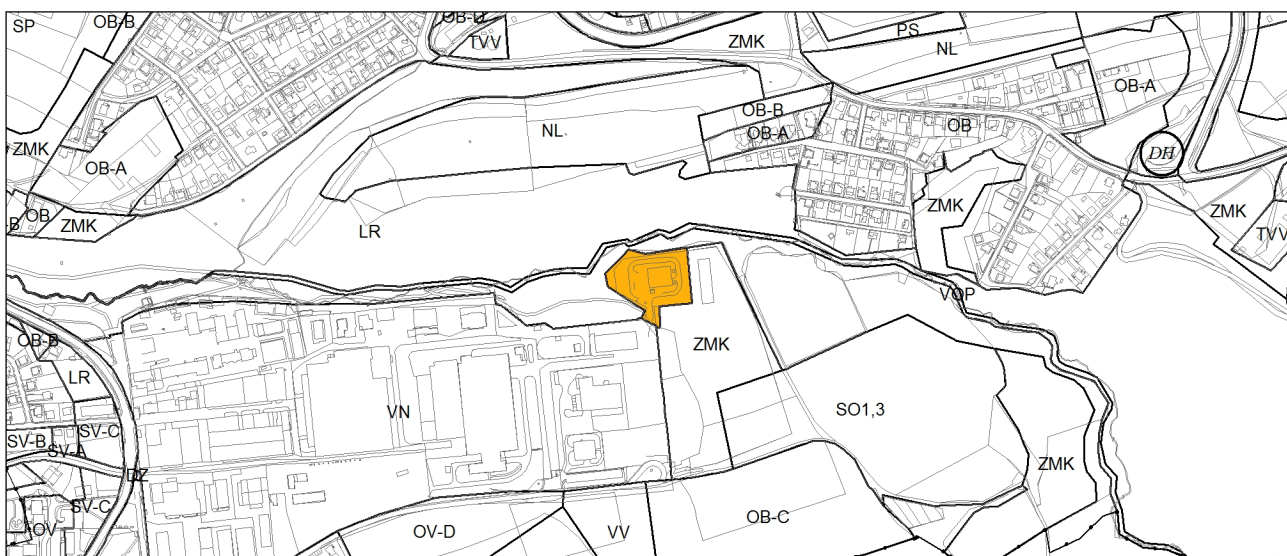 SP
OB-B
OB-D
TVV
ZMK
PS
NL
OB-A
ZMK
OB-A
NL
OB-B
OB-A
OB
DH
B
OB
ZMK
LR
ZMK
ZMK
TVV
VOP
OB-B
LR
ZMK
VN
SO1,3
SV-B
SV-C
SV-A
DZ
ZMK
SV-C
OV
OV-D
VV
OB-C